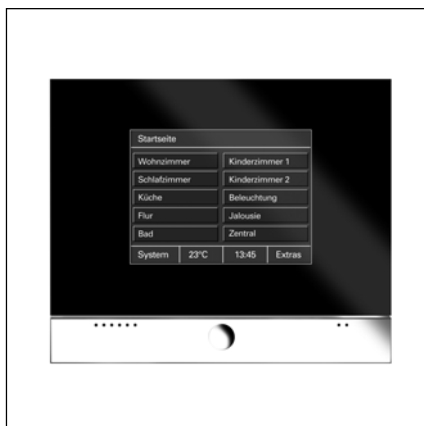 Startseite
Wohnzimmer Kinderzimmer 1
Schlafzimmer Kinderzimmer 2
Küche Beleuchtung
Flur Jalousie
Bad Zentral
System 23°C 13:45 Extras